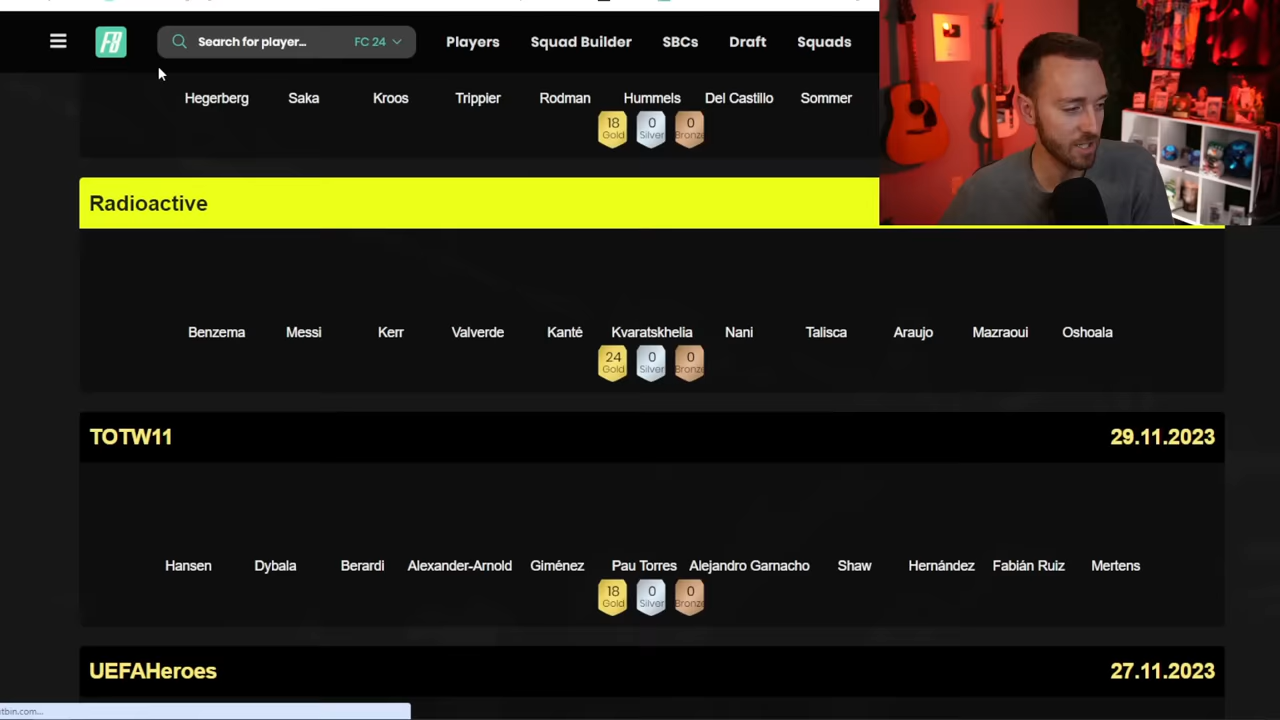 FB
Search for player...
FC 24
Players
Squad Builder
SBCs
Draft
Squads
Hegerberg
Saka
Kroos
Trippier
Rodman
Hummels
Del Castillo
Sommer
18
Gold
0
Silver
0
Bronze
Radioactive
Benzema
Messi
Kerr
Valverde
Kanté
Kvaratskhelia
Nani
Talisca
Araujo
Mazraoui
Oshoala
24
Gold
0
Silver
0
Bronze
TOTW11
29.11.2023
Hansen
Dybala
Berardi
Alexander-Arnold
Giménez
Pau Torres
Alejandro Garnacho
Shaw
Hernández
Fabián Ruiz
Mertens
18
Gold
0
Silver
0
Bronze
UEFAHeroes
27.11.2023
tbin.com...